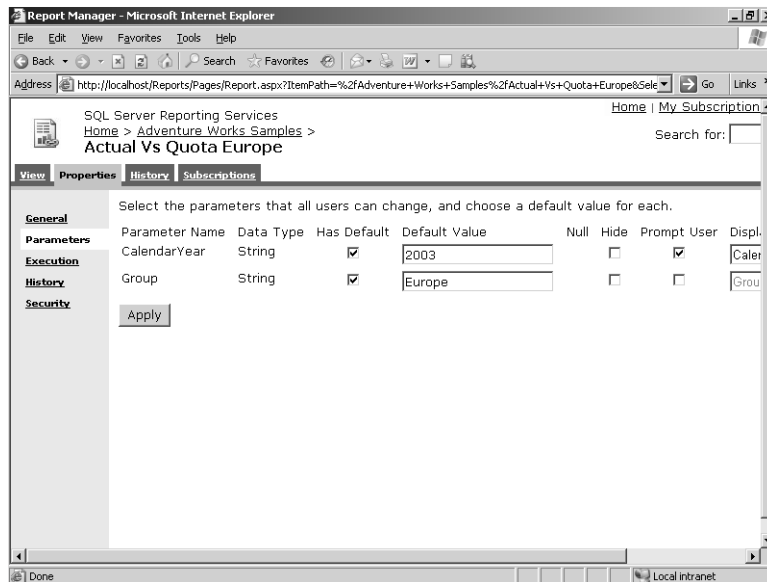 Report Manager - Microsoft Internet Explorer
File Edit View Favorites Tools Help
Back Search Favorites
Address http://localhost/Reports/Pages/Report.aspx?ItemPath=%2fAdventure+Works+Samples%2fActual+Vs+Quota+Europe&Sele Go Links
Home | My Subscription
SQL Server Reporting Services
Home > Adventure Works Samples >
Search for:
Actual Vs Quota Europe
View Properties History Subscriptions
General
Parameters
Execution
History
Security
Select the parameters that all users can change, and choose a default value for each.
Parameter Name Data Type Has Default Default Value Null Hide Prompt User Displ
CalendarYear String 2003 Caler
Group String Europe Grou
Apply
Done Local intranet